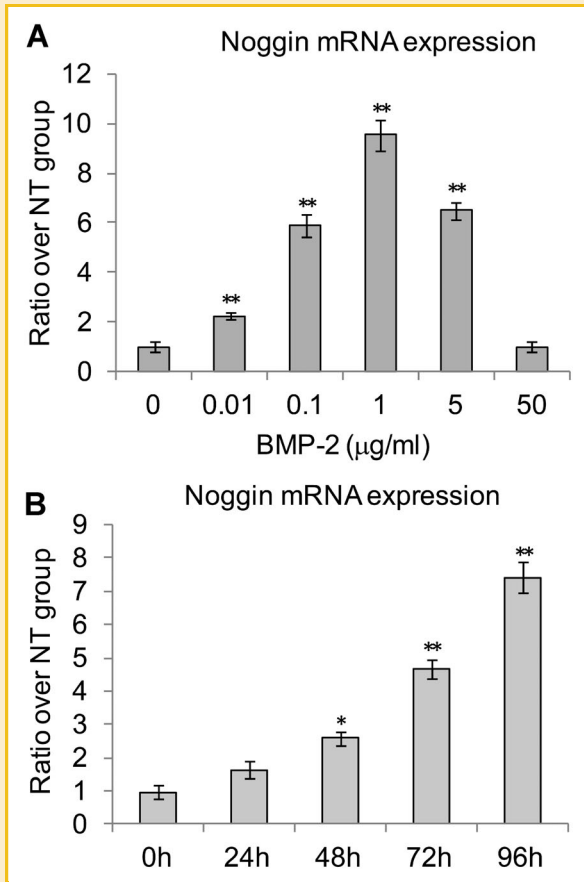 A
Noggin mRNA expression
Ratio over NT group
12
10
8
6
4
2
0
**
**
**
**
0 0.01 0.1 1 5 50
BMP-2 (μg/ml)
B
Noggin mRNA expression
Ratio over NT group
9
8
7
6
5
4
3
2
1
0
*
**
**
0h 24h 48h 72h 96h